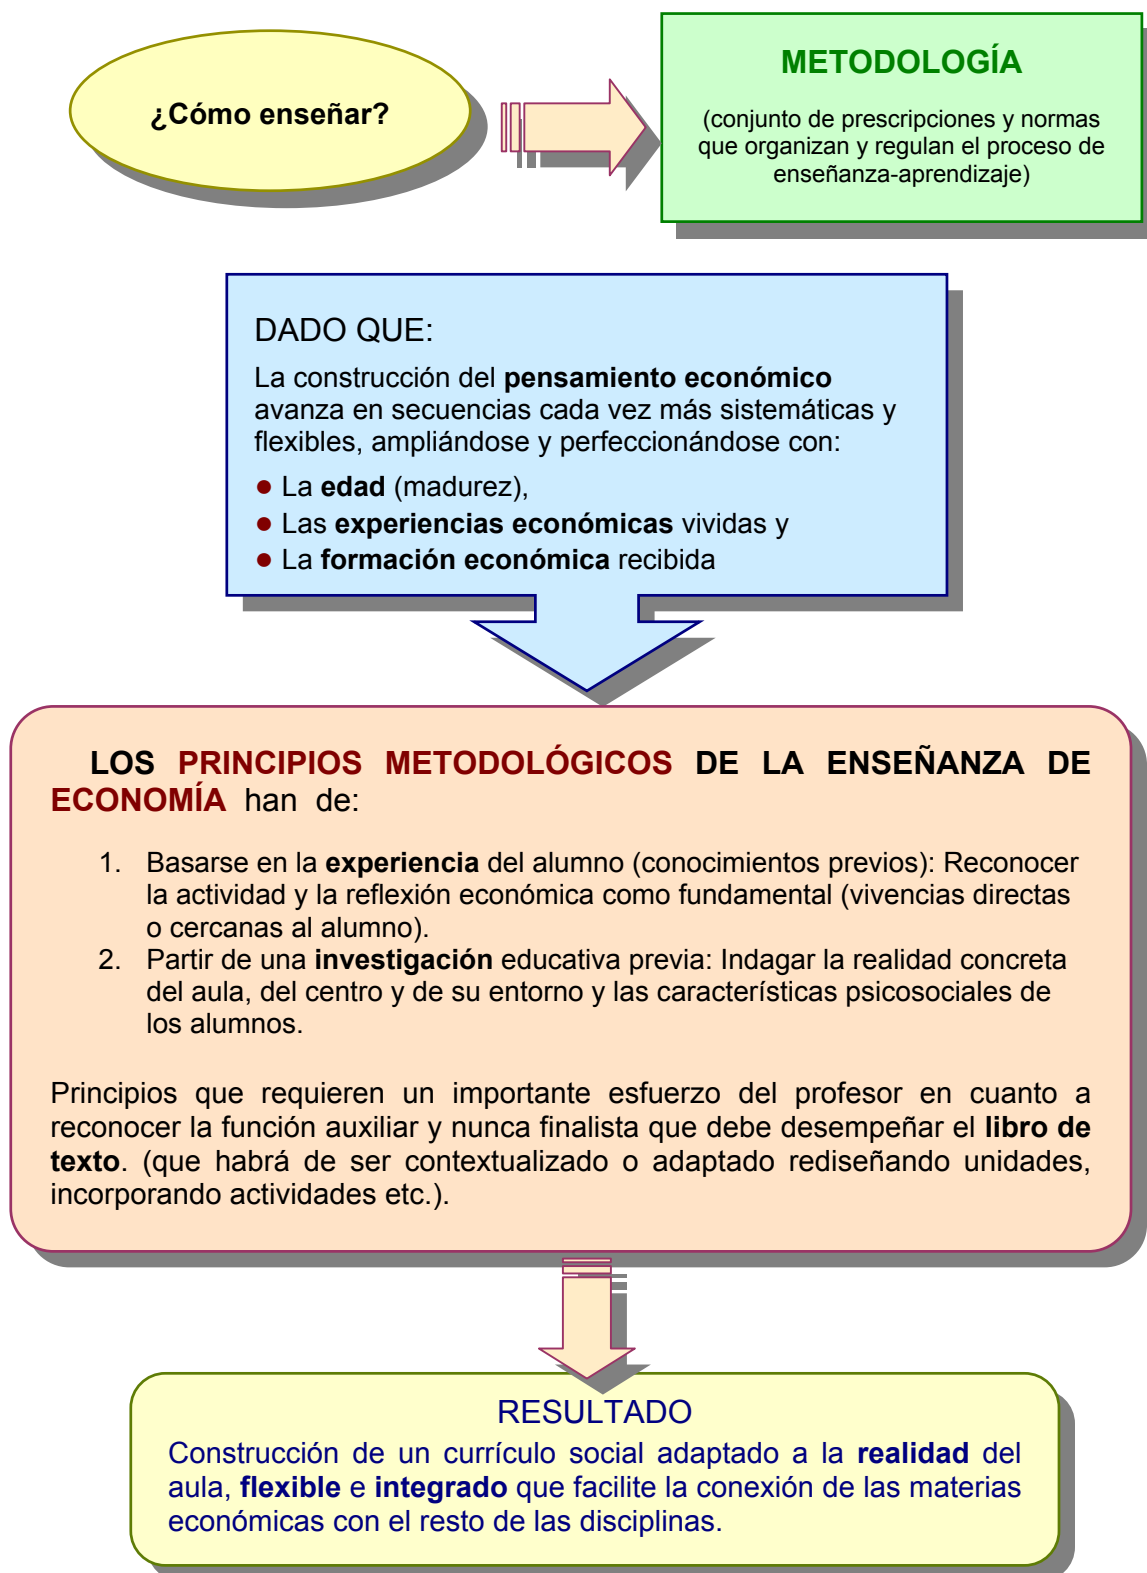 ¿Cómo enseñar?
METODOLOGÍA
(conjunto de prescripciones y normas
que organizan y regulan el proceso de
enseñanza-aprendizaje)
DADO QUE:
La construcción del pensamiento económico
avanza en secuencias cada vez más sistemáticas y
flexibles, ampliándose y perfeccionándose con:
● La edad (madurez),
● Las experiencias económicas vividas y
● La formación económica recibida
LOS PRINCIPIOS METODOLÓGICOS DE LA ENSEÑANZA DE
ECONOMÍA han de:
1. Basarse en la experiencia del alumno (conocimientos previos): Reconocer
la actividad y la reflexión económica como fundamental (vivencias directas
o cercanas al alumno).
2. Partir de una investigación educativa previa: Indagar la realidad concreta
del aula, del centro y de su entorno y las características psicosociales de
los alumnos.
Principios que requieren un importante esfuerzo del profesor en cuanto a
reconocer la función auxiliar y nunca finalista que debe desempeñar el libro de
texto. (que habrá de ser contextualizado o adaptado rediseñando unidades,
incorporando actividades etc.).
RESULTADO
Construcción de un currículo social adaptado a la realidad del
aula, flexible e integrado que facilite la conexión de las materias
económicas con el resto de las disciplinas.